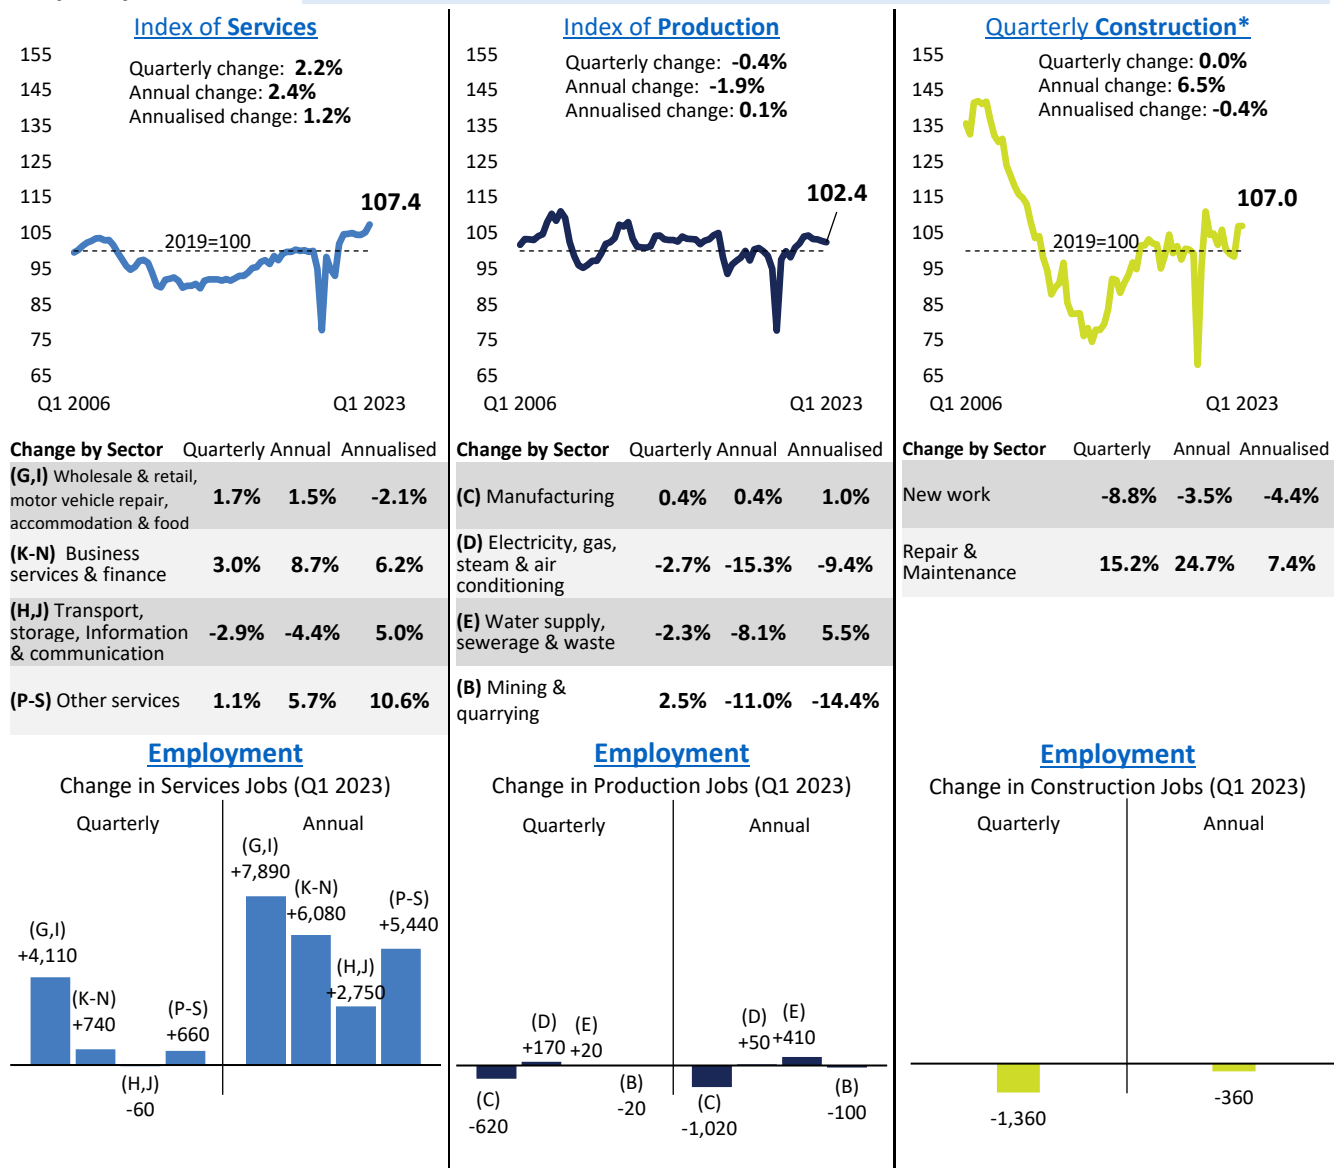 Index of Services
155
145
135
125
115
105
95
85
75
65
Quarterly change: 2.2%
Annual change: 2.4%
Annualised change: 1.2%
107.4
2019=100
Q1 2006
Q1 2023
Change by Sector Quarterly Annual Annualised
(G,I) Wholesale & retail,
motor vehicle repair,
accommodation & food
1.7% 1.5% -2.1%
(K-N) Business
services & finance
3.0% 8.7% 6.2%
(H,J) Transport,
storage, Information
& communication
-2.9% -4.4% 5.0%
(P-S) Other services 1.1% 5.7% 10.6%
Employment
Change in Services Jobs (Q1 2023)
Quarterly
Annual
(G,I)
+4,110
(K-N)
+740
(H,J)
-60
(P-S)
+660
(G,I)
+7,890
(K-N)
+6,080
(H,J)
+2,750
(P-S)
+5,440
Index of Production
155
145
135
125
115
105
95
85
75
65
Quarterly change: -0.4%
Annual change: -1.9%
Annualised change: 0.1%
102.4
Q1 2006
Q1 2023
Change by Sector Quarterly Annual Annualised
(C) Manufacturing 0.4% 0.4% 1.0%
(D) Electricity, gas,
steam & air
conditioning
-2.7% -15.3% -9.4%
(E) Water supply,
sewerage & waste
-2.3% -8.1% 5.5%
(B) Mining &
quarrying
2.5% -11.0% -14.4%
Employment
Change in Production Jobs (Q1 2023)
Quarterly
Annual
(C)
-620
(D)
+170
(E)
+20
(B)
-20
(C)
-1,020
(D)
+50
(E)
+410
(B)
-100
Quarterly Construction*
155
145
135
125
115
105
95
85
75
65
Quarterly change: 0.0%
Annual change: 6.5%
Annualised change: -0.4%
107.0
2019=100
Q1 2006
Q1 2023
Change by Sector Quarterly Annual Annualised
New work -8.8% -3.5% -4.4%
Repair &
Maintenance
15.2% 24.7% 7.4%
Employment
Change in Construction Jobs (Q1 2023)
Quarterly
Annual
-1,360
-360